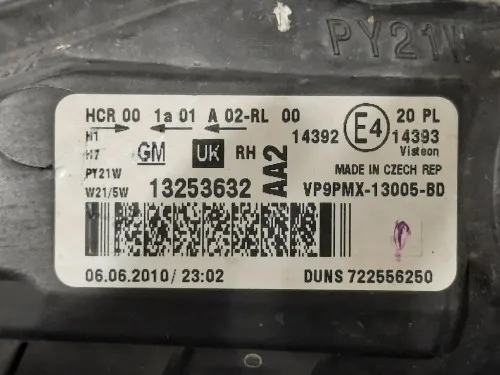 PY21W
HCR 00 1a 01 A 02-RL 00 20 PL
H1 14392 E4 14393
H7 GM UK RH AA2 Visteon
PY21W MADE IN CZECH REP
W21/5W 13253632 VP9PMX-13005-BD
06.06.2010/ 23:02 DUNS 722556250